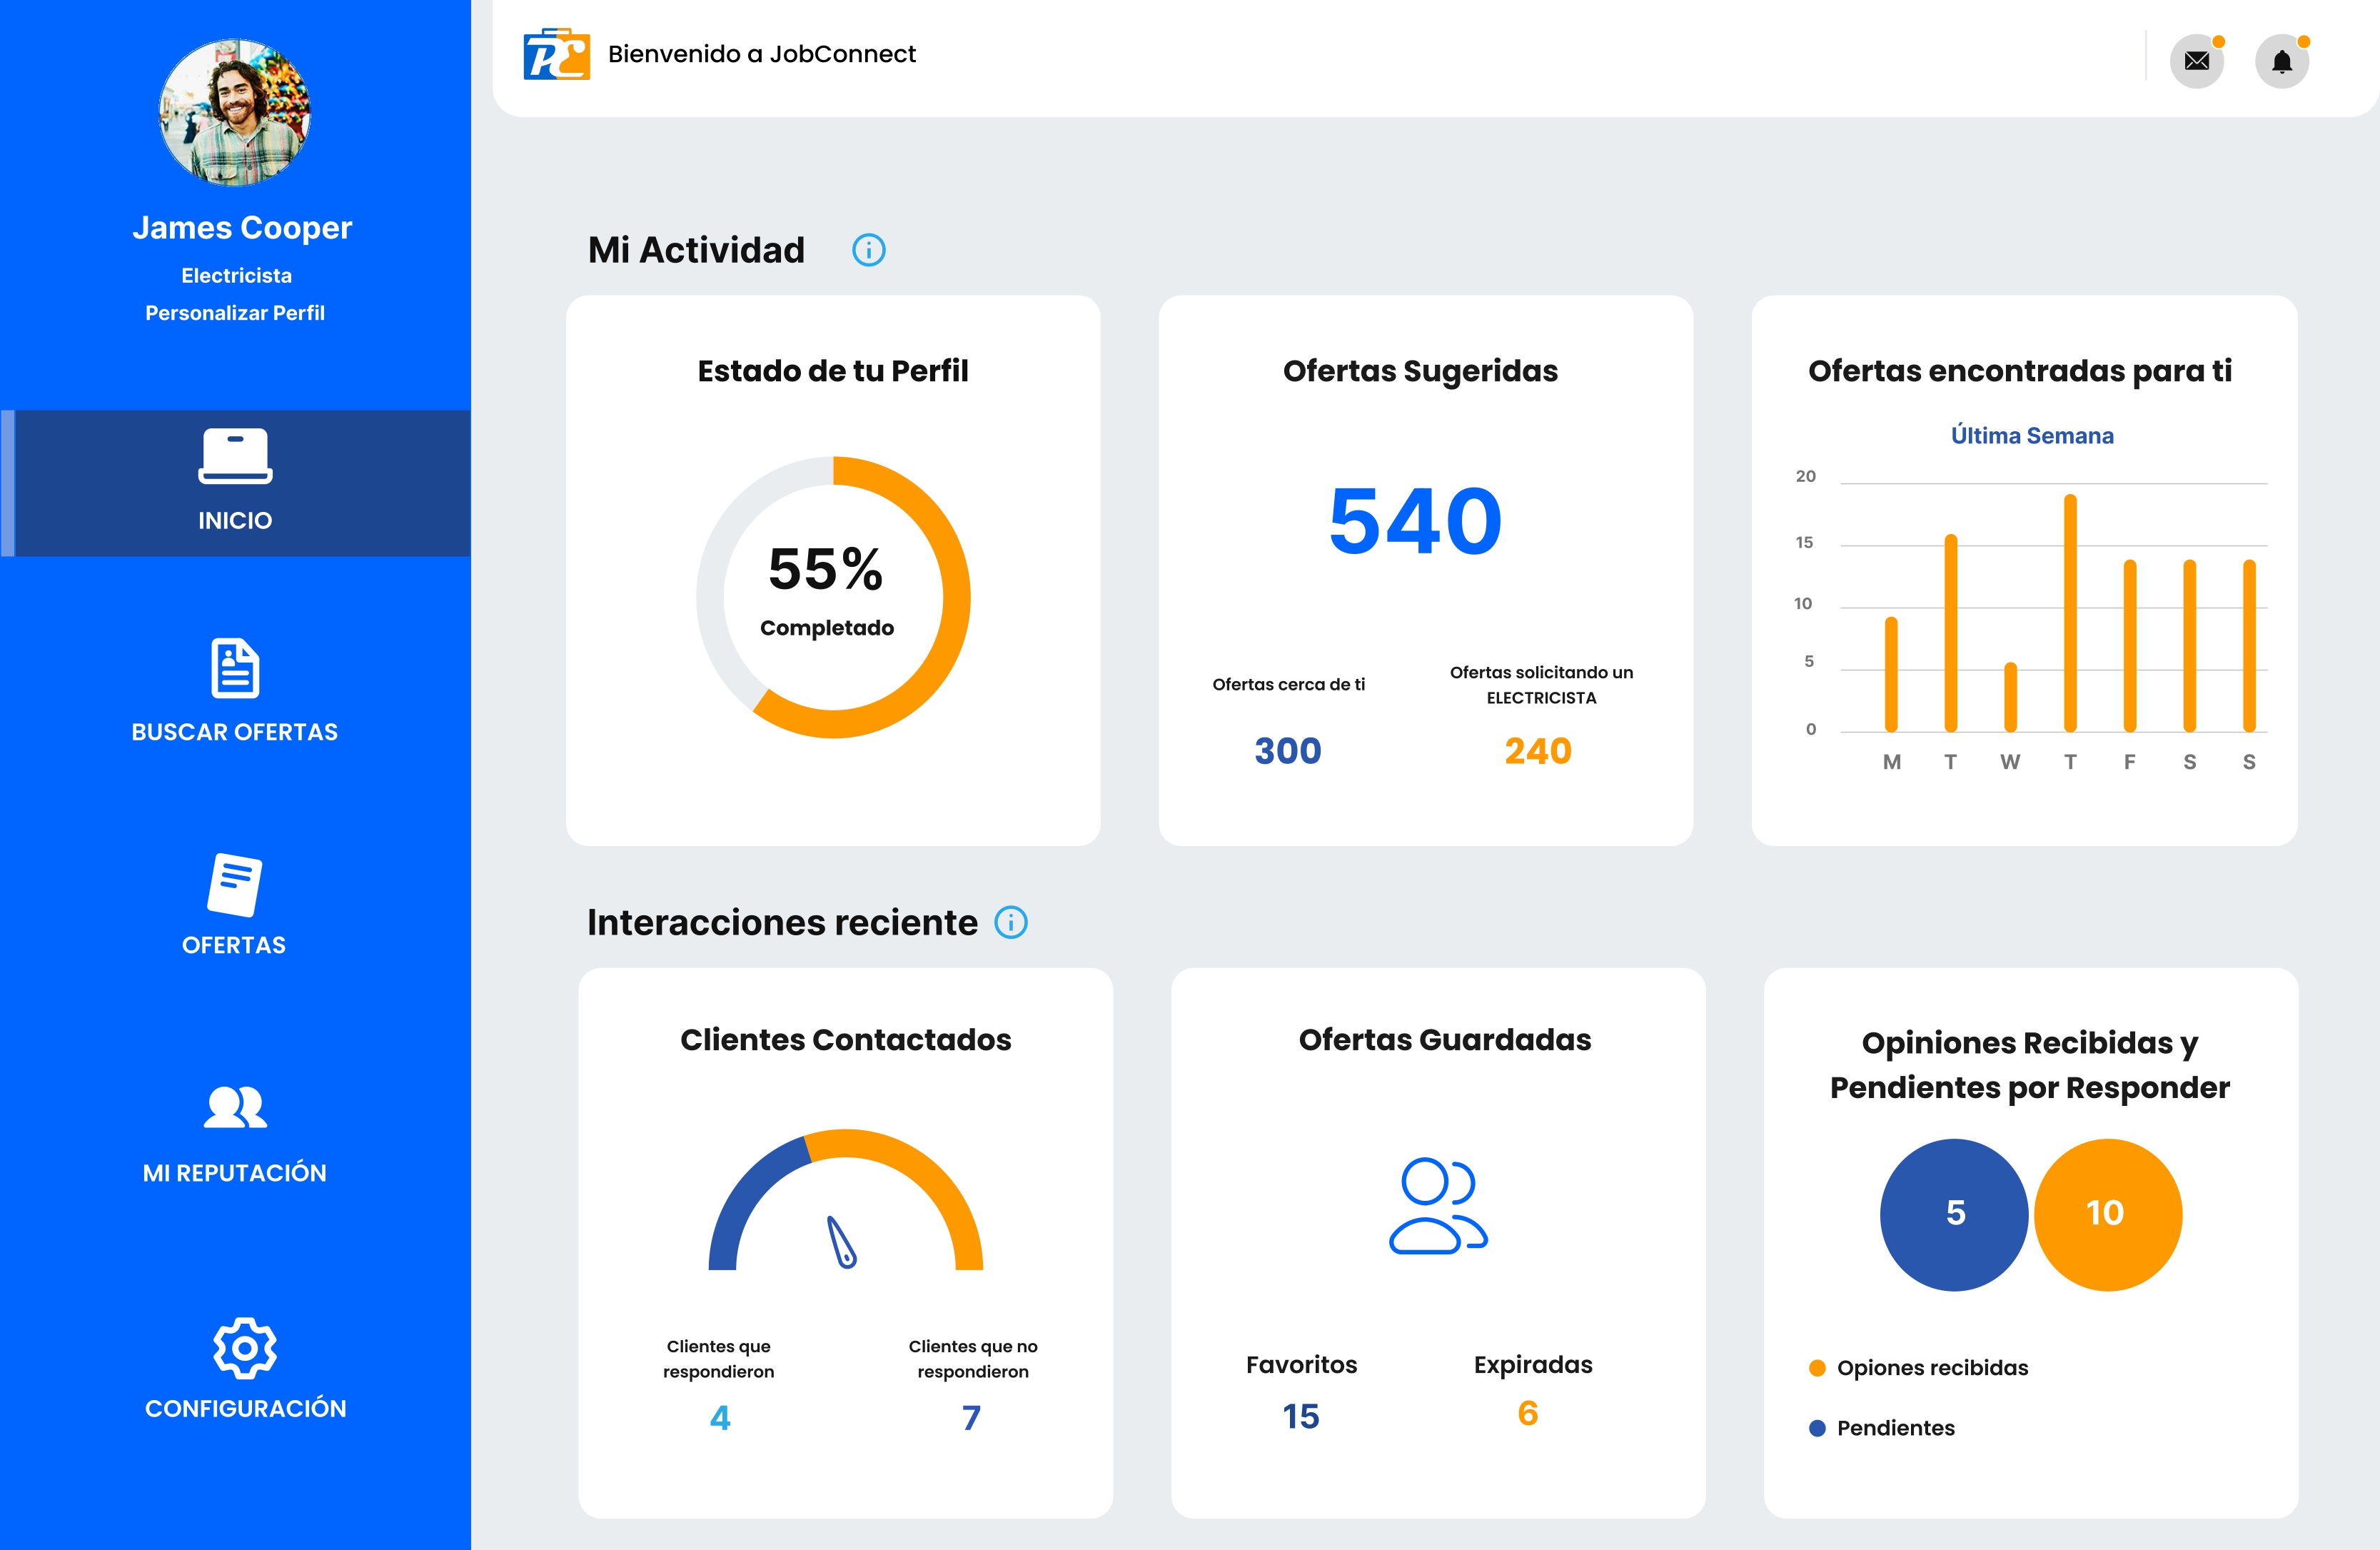 Bienvenido a JobConnect
James Cooper
Electricista
Personalizar Perfil
INICIO
BUSCAR OFERTAS
OFERTAS
MI REPUTACIÓN
CONFIGURACIÓN
Mi Actividad
Estado de tu Perfil
55%
Completado
Ofertas Sugeridas
540
Ofertas cerca de ti
300
Ofertas solicitando un
ELECTRICISTA
240
Ofertas encontradas para ti
Última Semana
20
15
10
5
0
M T W T F S S
Interacciones reciente
Clientes Contactados
Clientes que
respondieron
4
Clientes que no
respondieron
7
Ofertas Guardadas
Favoritos
15
Expiradas
6
Opiniones Recibidas y
Pendientes por Responder
5
10
Opiones recibidas
Pendientes